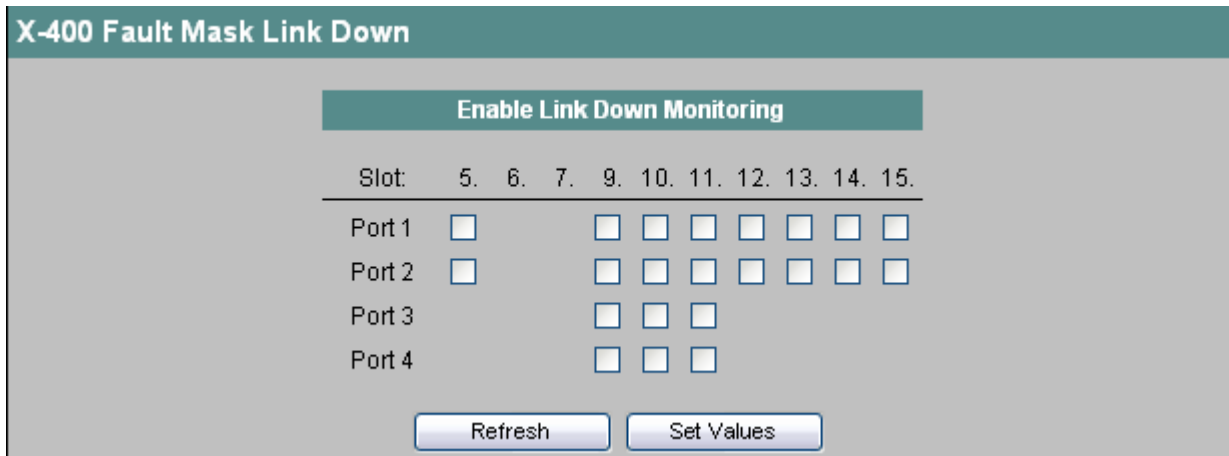 X-400 Fault Mask Link Down
Enable Link Down Monitoring
Slot: 5. 6. 7. 9. 10. 11. 12. 13. 14. 15.
Port 1
Port 2
Port 3
Port 4
Refresh Set Values